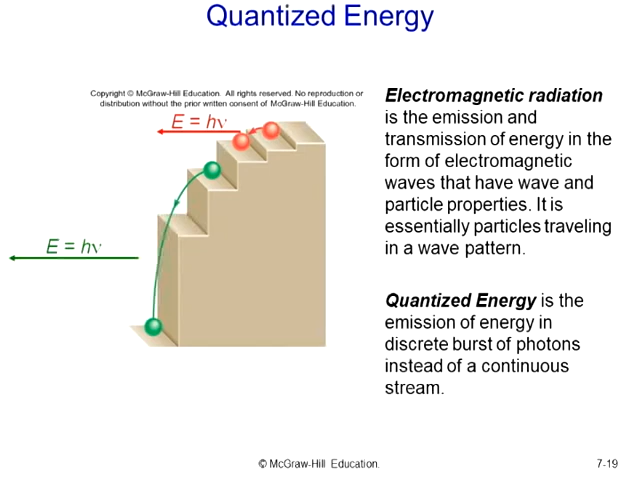 Quantized Energy
Copyright © McGraw-Hill Education. All rights reserved. No reproduction or
distribution without the prior written consent of McGraw-Hill Education.
E = hν
E = hν
Electromagnetic radiation
is the emission and
transmission of energy in the
form of electromagnetic
waves that have wave and
particle properties. It is
essentially particles traveling
in a wave pattern.
Quantized Energy is the
emission of energy in
discrete burst of photons
instead of a continuous
stream.
© McGraw-Hill Education.
7-19